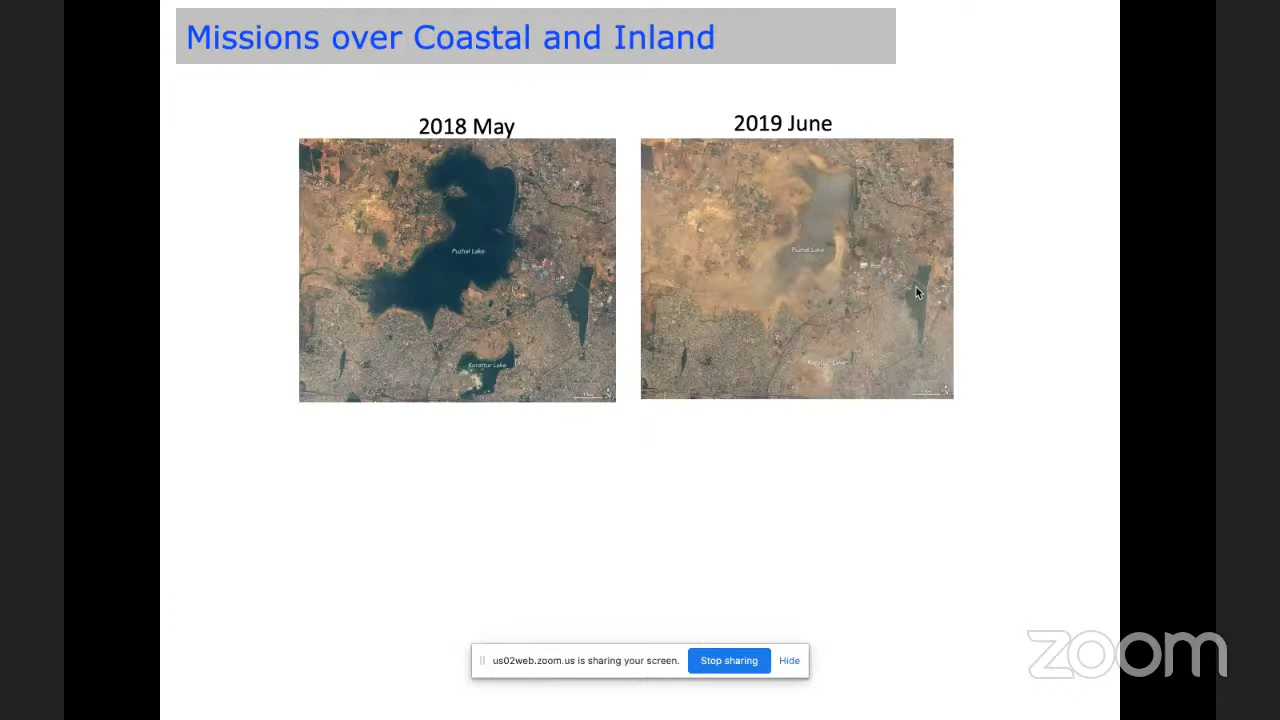 Missions over Coastal and Inland
2018 May
2019 June
Puzhal Lake
Puzhal Lake
Korattur Lake
Korattur Lake
us02web.zoom.us is sharing your screen.
Stop sharing
Hide
zoom